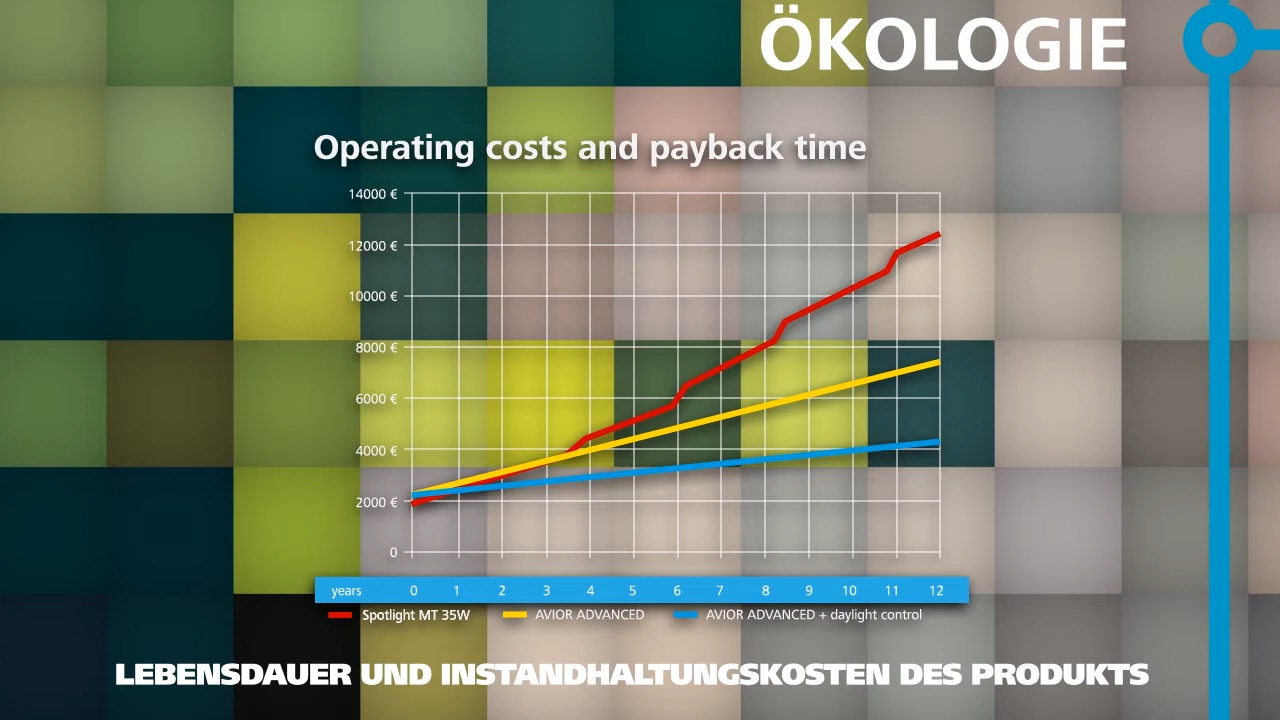 ÖKOLOGIE
Operating costs and payback time
14000 €
12000 €
10000 €
8000 €
6000 €
4000 €
2000 €
0
years 0 1 2 3 4 5 6 7 8 9 10 11 12
Spotlight MT 35W AVIOR ADVANCED AVIOR ADVANCED + daylight control
LEBENSDAUER UND INSTANDHALTUNGSKOSTEN DES PRODUKTS